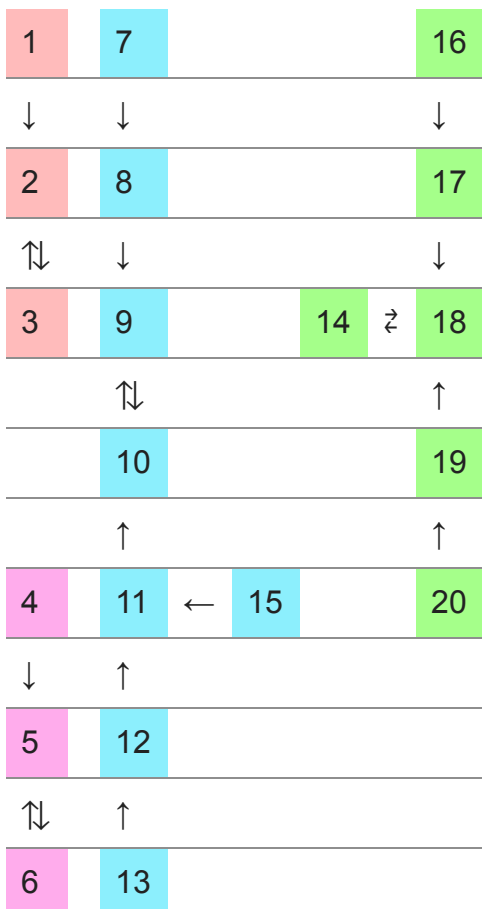 1 7 16
↓ ↓ ↓
2 8 17
⇅ ↓ ↓
3 9 14 ⇄ 18
⇅ ↑
10 19
↑ ↑
4 11 ← 15 20
↓ ↑
5 12
⇅ ↑
6 13